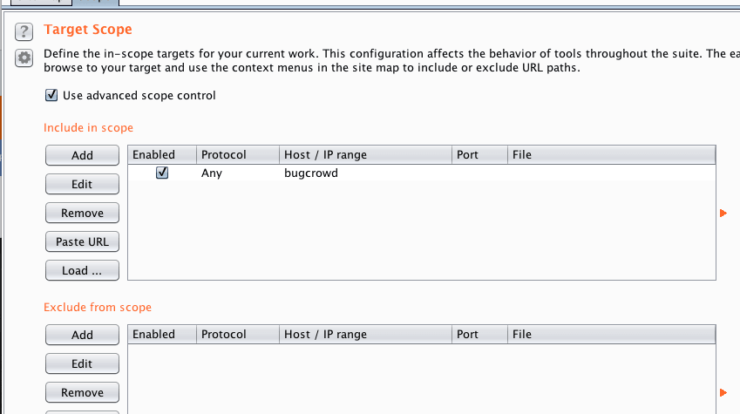 ?
Target Scope
Define the in-scope targets for your current work. This configuration affects the behavior of tools throughout the suite. The ea
browse to your target and use the context menus in the site map to include or exclude URL paths.
Use advanced scope control
Include in scope
Add Enabled Protocol Host / IP range Port File
Any bugcrowd
Edit
Remove
Paste URL
Load ...
Exclude from scope
Add Enabled Protocol Host / IP range Port File
Edit
Remove